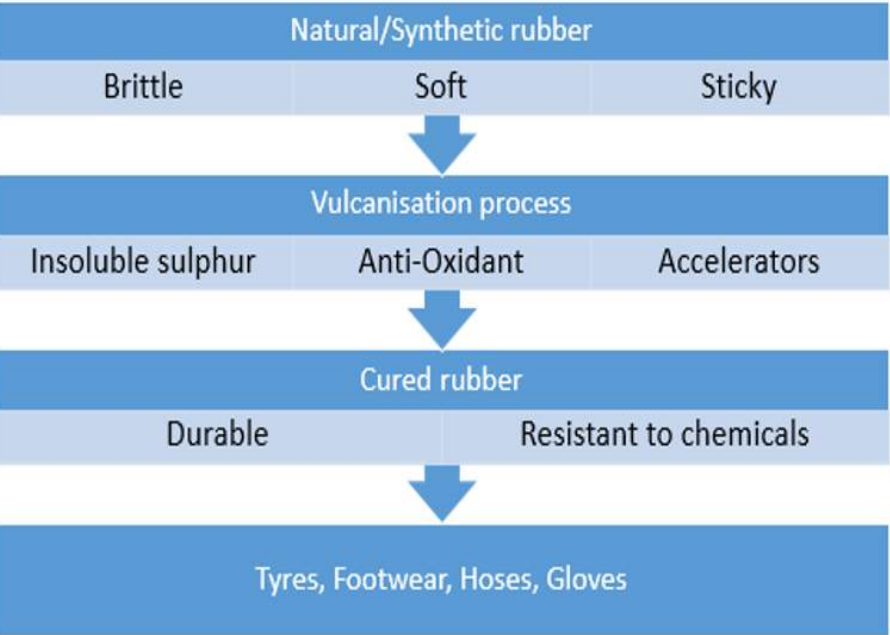 Natural/Synthetic rubber
Brittle Soft Sticky
Vulcanisation process
Insoluble sulphur Anti-Oxidant Accelerators
Cured rubber
Durable Resistant to chemicals
Tyres, Footwear, Hoses, Gloves